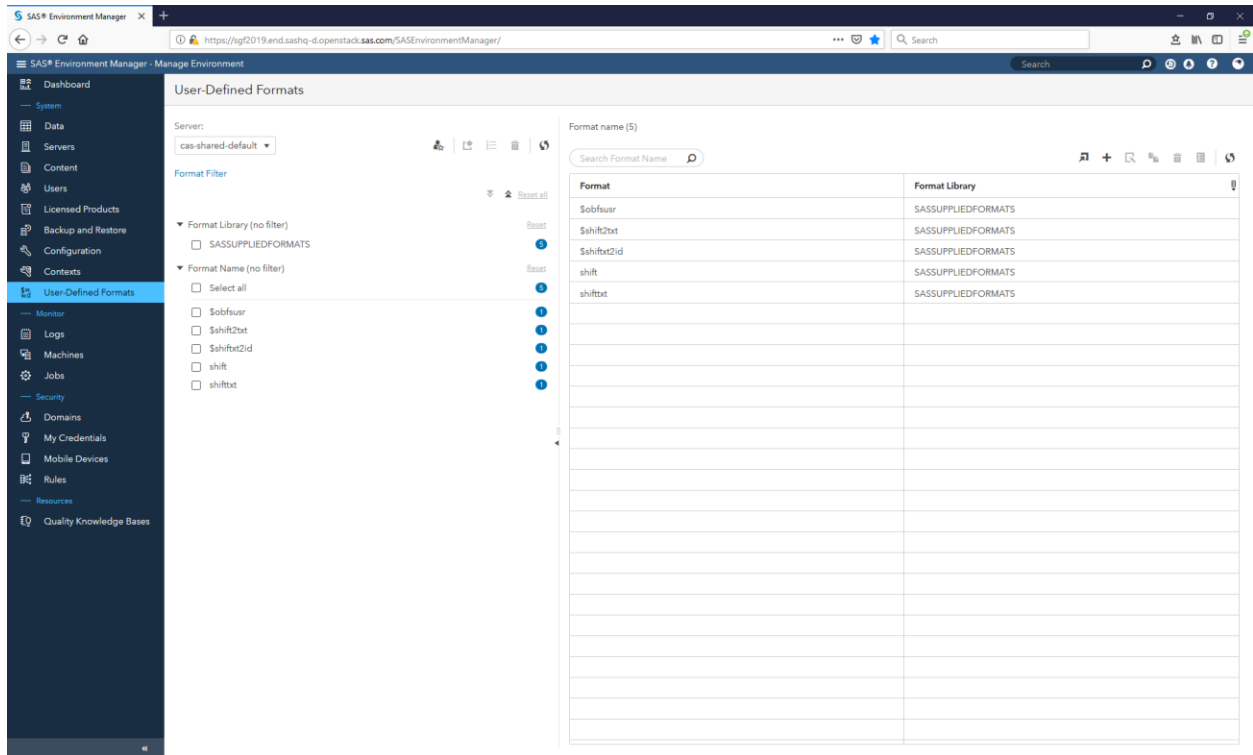 SAS® Environment Manager
https://sgf2019.end.sashq-d.openstack.sas.com/SASEnvironmentManager/
Search
SAS® Environment Manager - Manage Environment
Search
Dashboard
System
Data
Servers
Content
Users
Licensed Products
Backup and Restore
Configuration
Contexts
User-Defined Formats
Monitor
Logs
Machines
Jobs
Security
Domains
My Credentials
Mobile Devices
Rules
Resources
Quality Knowledge Bases
User-Defined Formats
Server:
cas-shared-default
Format Filter
Reset all
Format Library (no filter) Reset
SASSUPPLIEDFORMATS 5
Format Name (no filter) Reset
Select all 5
$obfsusr 1
$shift2txt 1
$shiftxt2id 1
shift 1
shifttxt 1
Format name (5)
Search Format Name
Format Format Library
$obfsusr SASSUPPLIEDFORMATS
$shift2txt SASSUPPLIEDFORMATS
$shiftxt2id SASSUPPLIEDFORMATS
shift SASSUPPLIEDFORMATS
shifttxt SASSUPPLIEDFORMATS